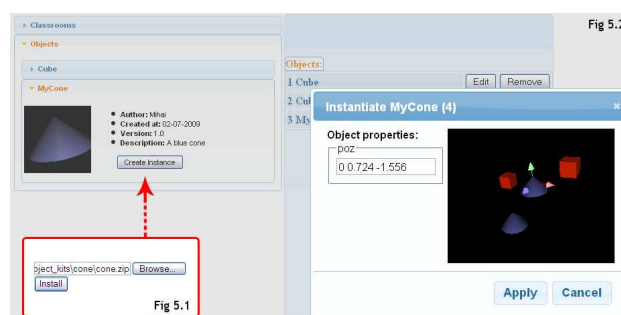 Classrooms
Objects
Cube
MyCone
Author: Mihai
Created at: 02-07-2009
Version: 1.0
Description: A blue cone
Create Instance
oject_kits\cone\cone.zip Browse...
Install
Fig 5.1
Fig 5.2
Objects:
1 Cube Edit Remove
2 Cu
3 My
Instantiate MyCone (4)
Object properties:
poz
0 0.724 -1.556
Apply Cancel